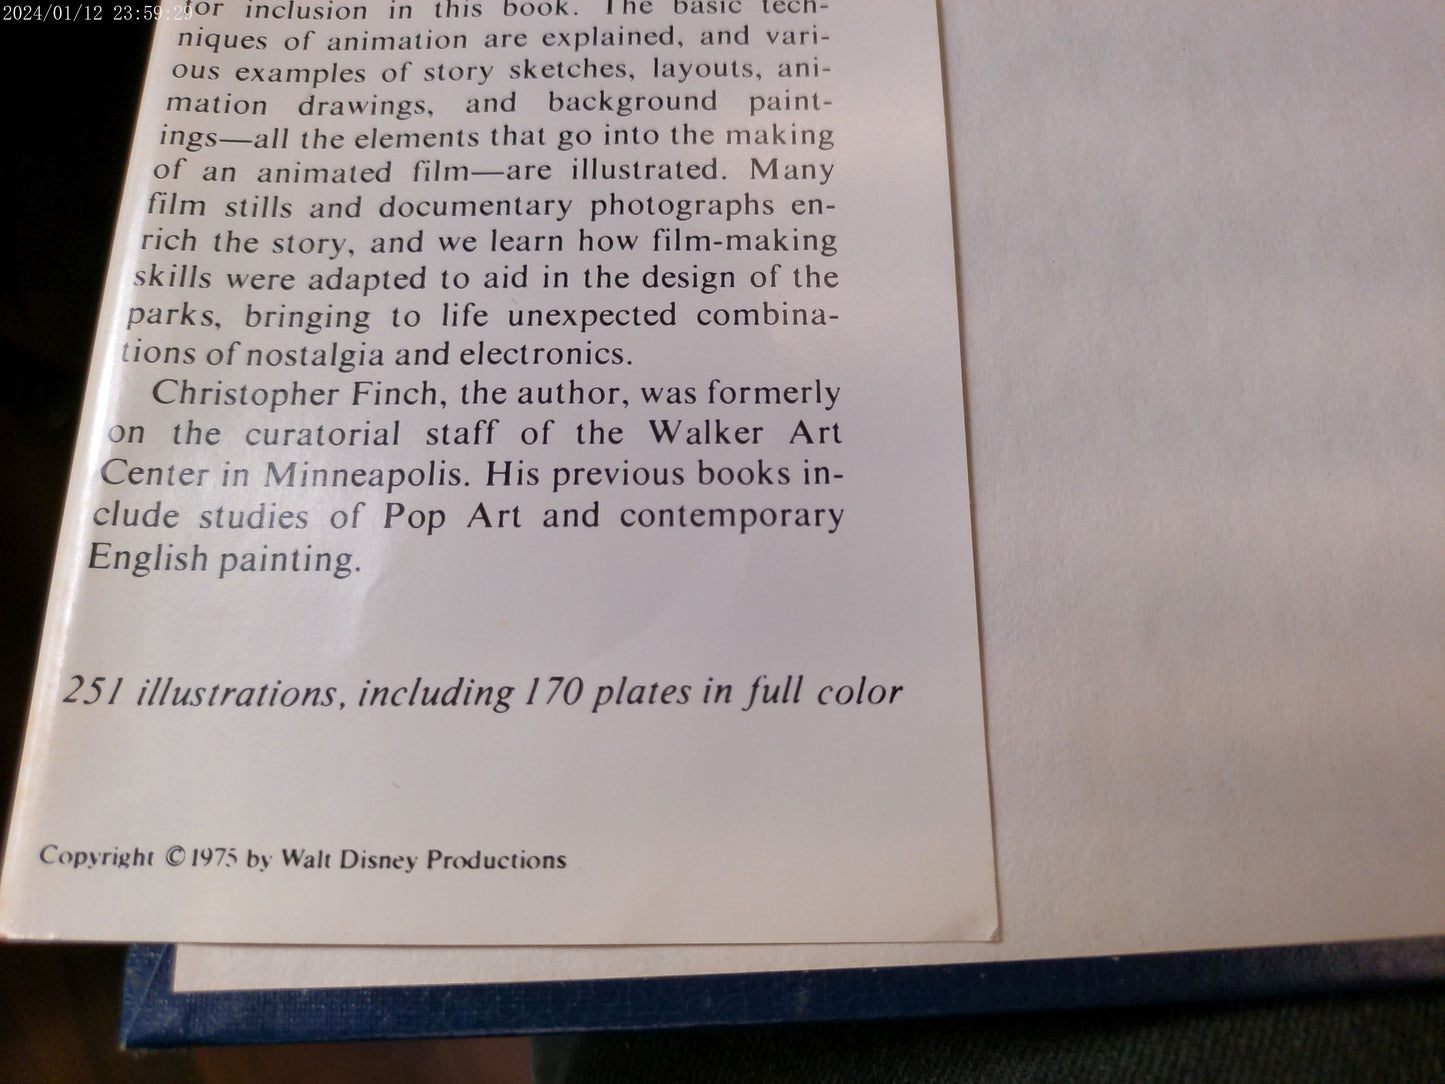 2024/01/12 23:59:29
for inclusion in this book. The basic tech-
niques of animation are explained, and vari-
ous examples of story sketches, layouts, ani-
mation drawings, and background paint-
ings—all the elements that go into the making
of an animated film—are illustrated. Many
film stills and documentary photographs en-
rich the story, and we learn how film-making
skills were adapted to aid in the design of the
parks, bringing to life unexpected combina-
tions of nostalgia and electronics.
Christopher Finch, the author, was formerly
on the curatorial staff of the Walker Art
Center in Minneapolis. His previous books in-
clude studies of Pop Art and contemporary
English painting.
251 illustrations, including 170 plates in full color
Copyright ©1975 by Walt Disney Productions